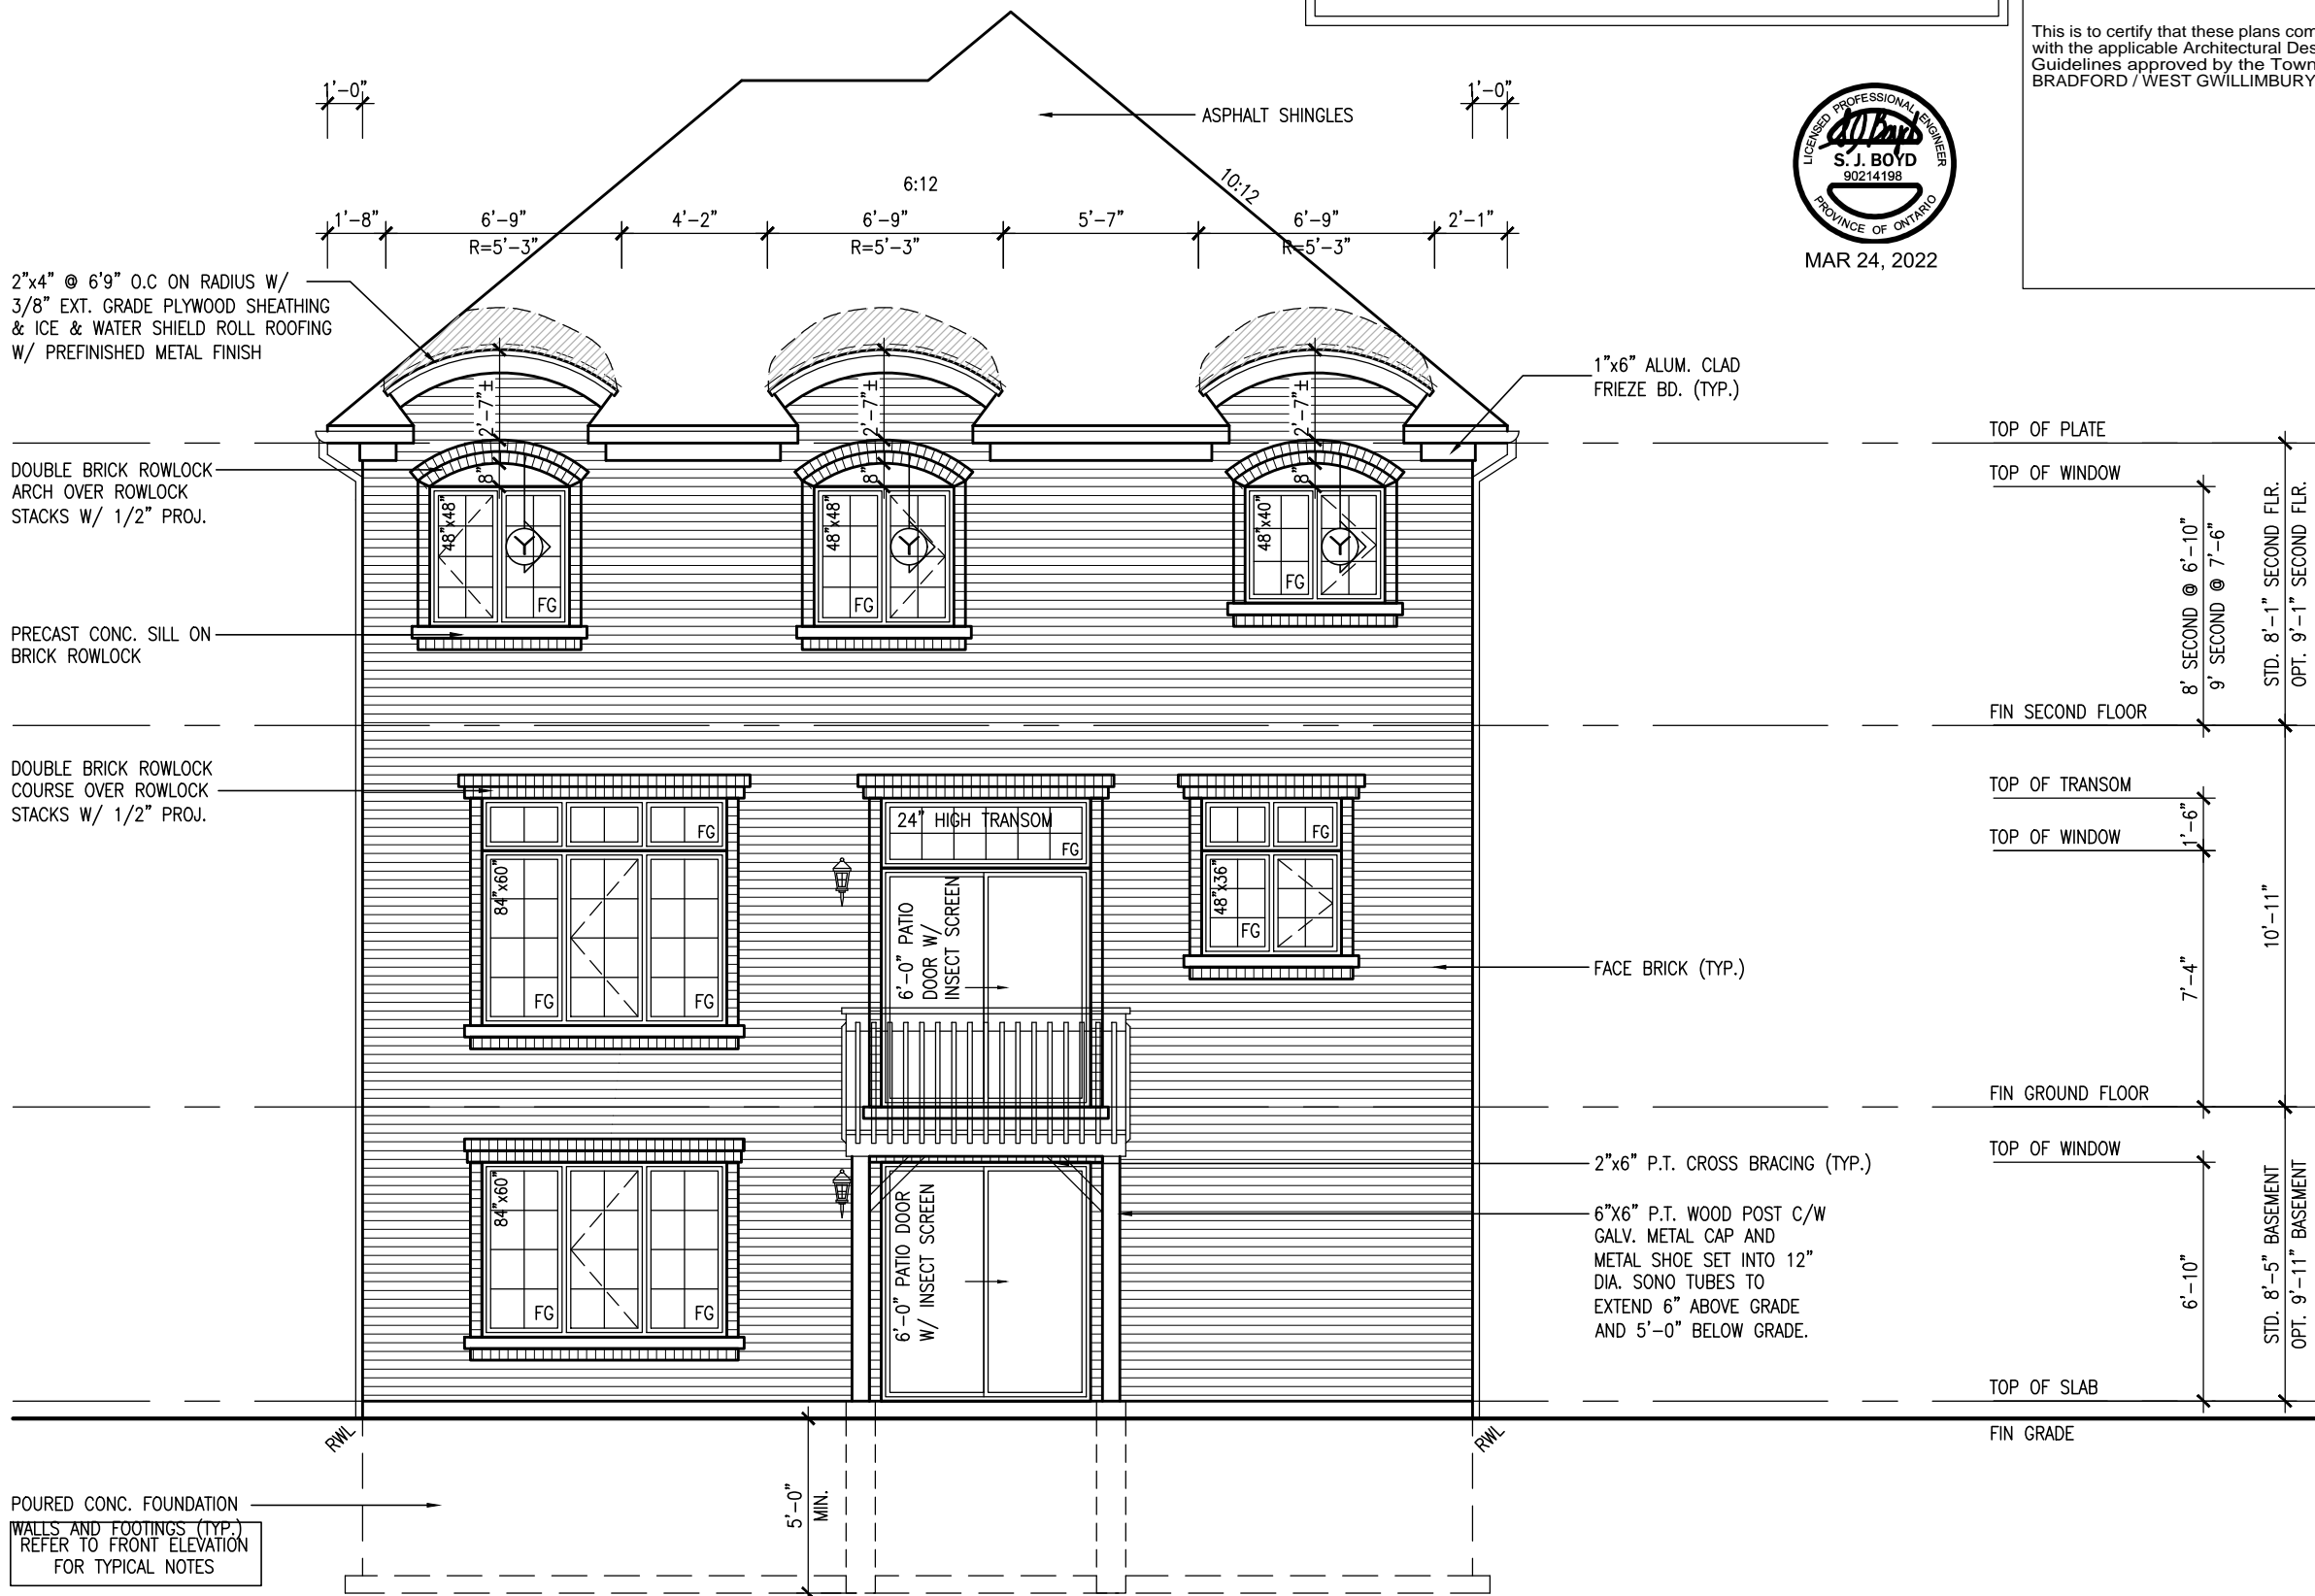 This is to certify that these plans com
with the applicable Architectural Des
Guidelines approved by the Town
BRADFORD / WEST GWILLIMBURY
LICENSED PROFESSIONAL ENGINEER
S. J. BOYD
90214198
PROVINCE OF ONTARIO
MAR 24, 2022
1'-0"
1'-0"
ASPHALT SHINGLES
6:12
10:12
1'-8"
6'-9"
4'-2"
6'-9"
5'-7"
6'-9"
2'-1"
R=5'-3"
R=5'-3"
R=5'-3"
2"x4" @ 6'9" O.C ON RADIUS W/
3/8" EXT. GRADE PLYWOOD SHEATHING
& ICE & WATER SHIELD ROLL ROOFING
W/ PREFINISHED METAL FINISH
1"x6" ALUM. CLAD
FRIEZE BD. (TYP.)
2'-7"±
2'-7"±
2'-7"±
8"
8"
8"
DOUBLE BRICK ROWLOCK
ARCH OVER ROWLOCK
STACKS W/ 1/2" PROJ.
48"x48"
Y
FG
48"x48"
Y
FG
48"x40"
Y
FG
PRECAST CONC. SILL ON
BRICK ROWLOCK
TOP OF PLATE
TOP OF WINDOW
8' SECOND @ 6'-10"
9' SECOND @ 7'-6"
STD. 8'-1" SECOND FLR.
OPT. 9'-1" SECOND FLR.
FIN SECOND FLOOR
DOUBLE BRICK ROWLOCK
COURSE OVER ROWLOCK
STACKS W/ 1/2" PROJ.
FG
84"x60"
FG
FG
24" HIGH TRANSOM
FG
6'-0" PATIO
DOOR W/
INSECT SCREEN
FG
48"x36"
FG
TOP OF TRANSOM
1'-6"
TOP OF WINDOW
7'-4"
10'-11"
FACE BRICK (TYP.)
FIN GROUND FLOOR
TOP OF WINDOW
84"x60"
FG
FG
6'-0" PATIO DOOR
W/ INSECT SCREEN
2"x6" P.T. CROSS BRACING (TYP.)
6"X6" P.T. WOOD POST C/W
GALV. METAL CAP AND
METAL SHOE SET INTO 12"
DIA. SONO TUBES TO
EXTEND 6" ABOVE GRADE
AND 5'-0" BELOW GRADE.
6'-10"
STD. 8'-5" BASEMENT
OPT. 9'-11" BASEMENT
TOP OF SLAB
FIN GRADE
RWL
RWL
5'-0"
MIN.
POURED CONC. FOUNDATION
WALLS AND FOOTINGS (TYP.)
REFER TO FRONT ELEVATION
FOR TYPICAL NOTES